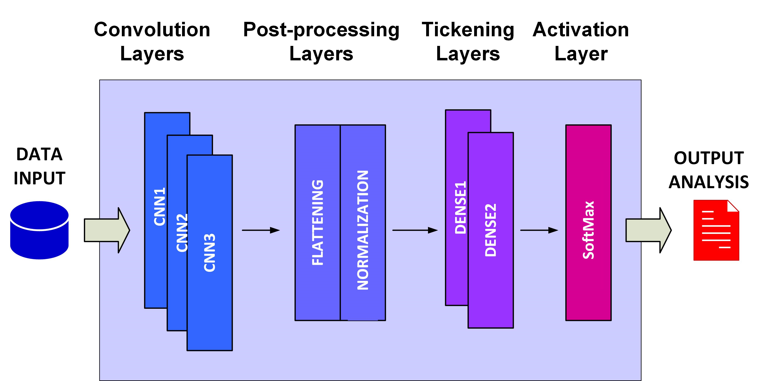 Convolution
Layers
Post-processing
Layers
Tickening
Layers
Activation
Layer
DATA
INPUT
CNN1
CNN2
CNN3
FLATTENING
NORMALIZATION
DENSE1
DENSE2
SoftMax
OUTPUT
ANALYSIS